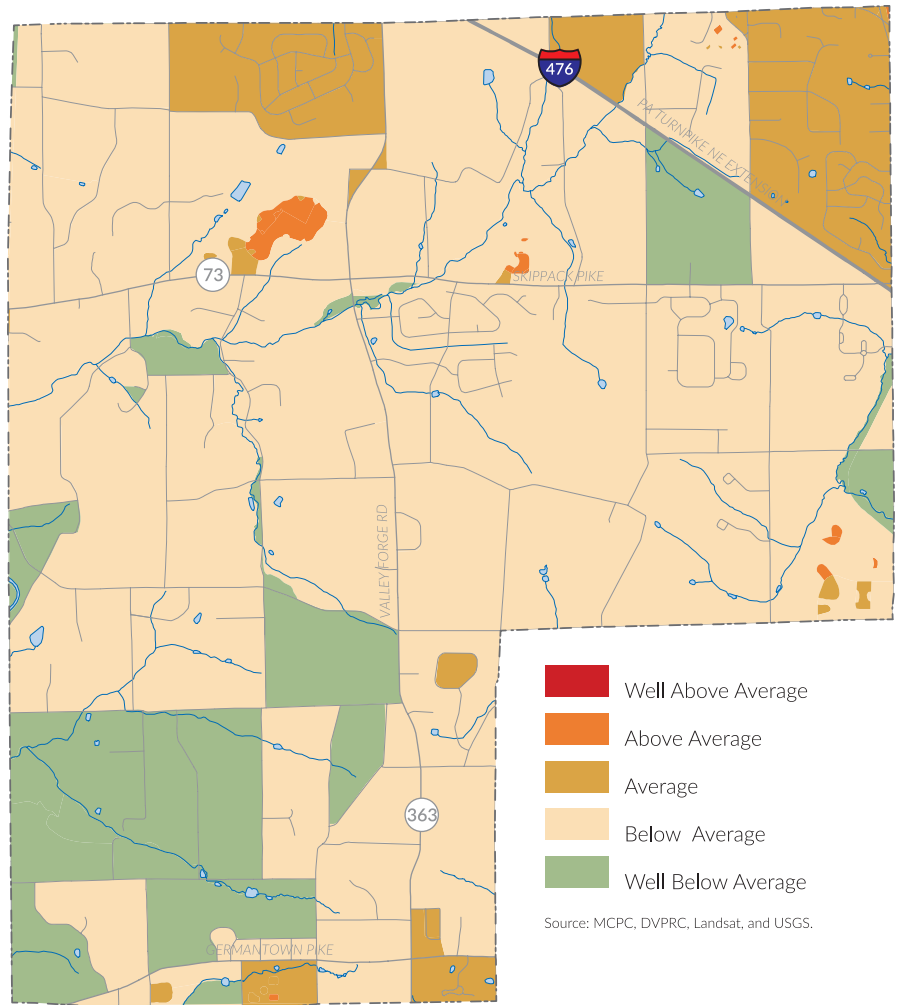 476
PA TURNPIKE NE EXTENSION
73
SKIPPACK PIKE
VALLEY FORGE RD
Well Above Average
Above Average
Average
363
Below Average
Well Below Average
Source: MCPC, DVPRC, Landsat, and USGS.
GERMANTOWN PIKE